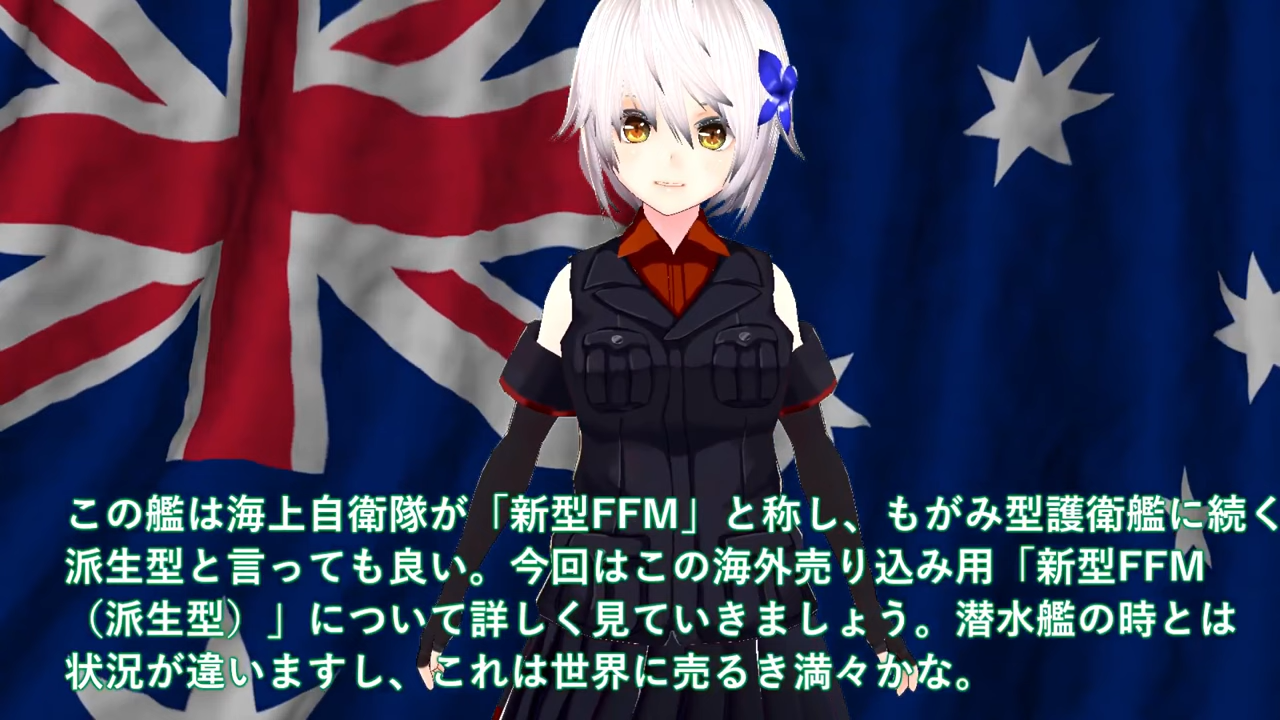 この艦は海上自衛隊が「新型FFM」と称し、もがみ型護衛艦に続く
派生型と言っても良い。今回はこの海外売り込み用「新型FFM
（派生型）」について詳しく見ていきましょう。潜水艦の時とは
状況が違いますし、これは世界に売るき満々かな。